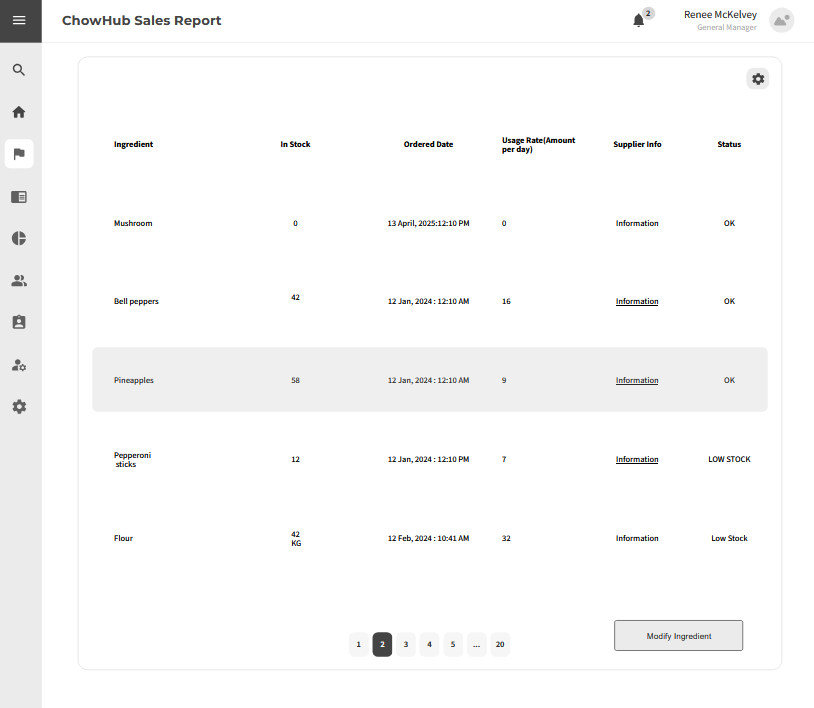 ChowHub Sales Report
2
Renee McKelvey
General Manager
Ingredient In Stock Ordered Date Usage Rate(Amount per day) Supplier Info Status
Mushroom 0 13 April, 2025:12:10 PM 0 Information OK
Bell peppers 42 12 Jan, 2024 : 12:10 AM 16 Information OK
Pineapples 58 12 Jan, 2024 : 12:10 AM 9 Information OK
Pepperoni sticks 12 12 Jan, 2024 : 12:10 PM 7 Information LOW STOCK
Flour 42 KG 12 Feb, 2024 : 10:41 AM 32 Information Low Stock
1 2 3 4 5 ... 20
Modify Ingredient